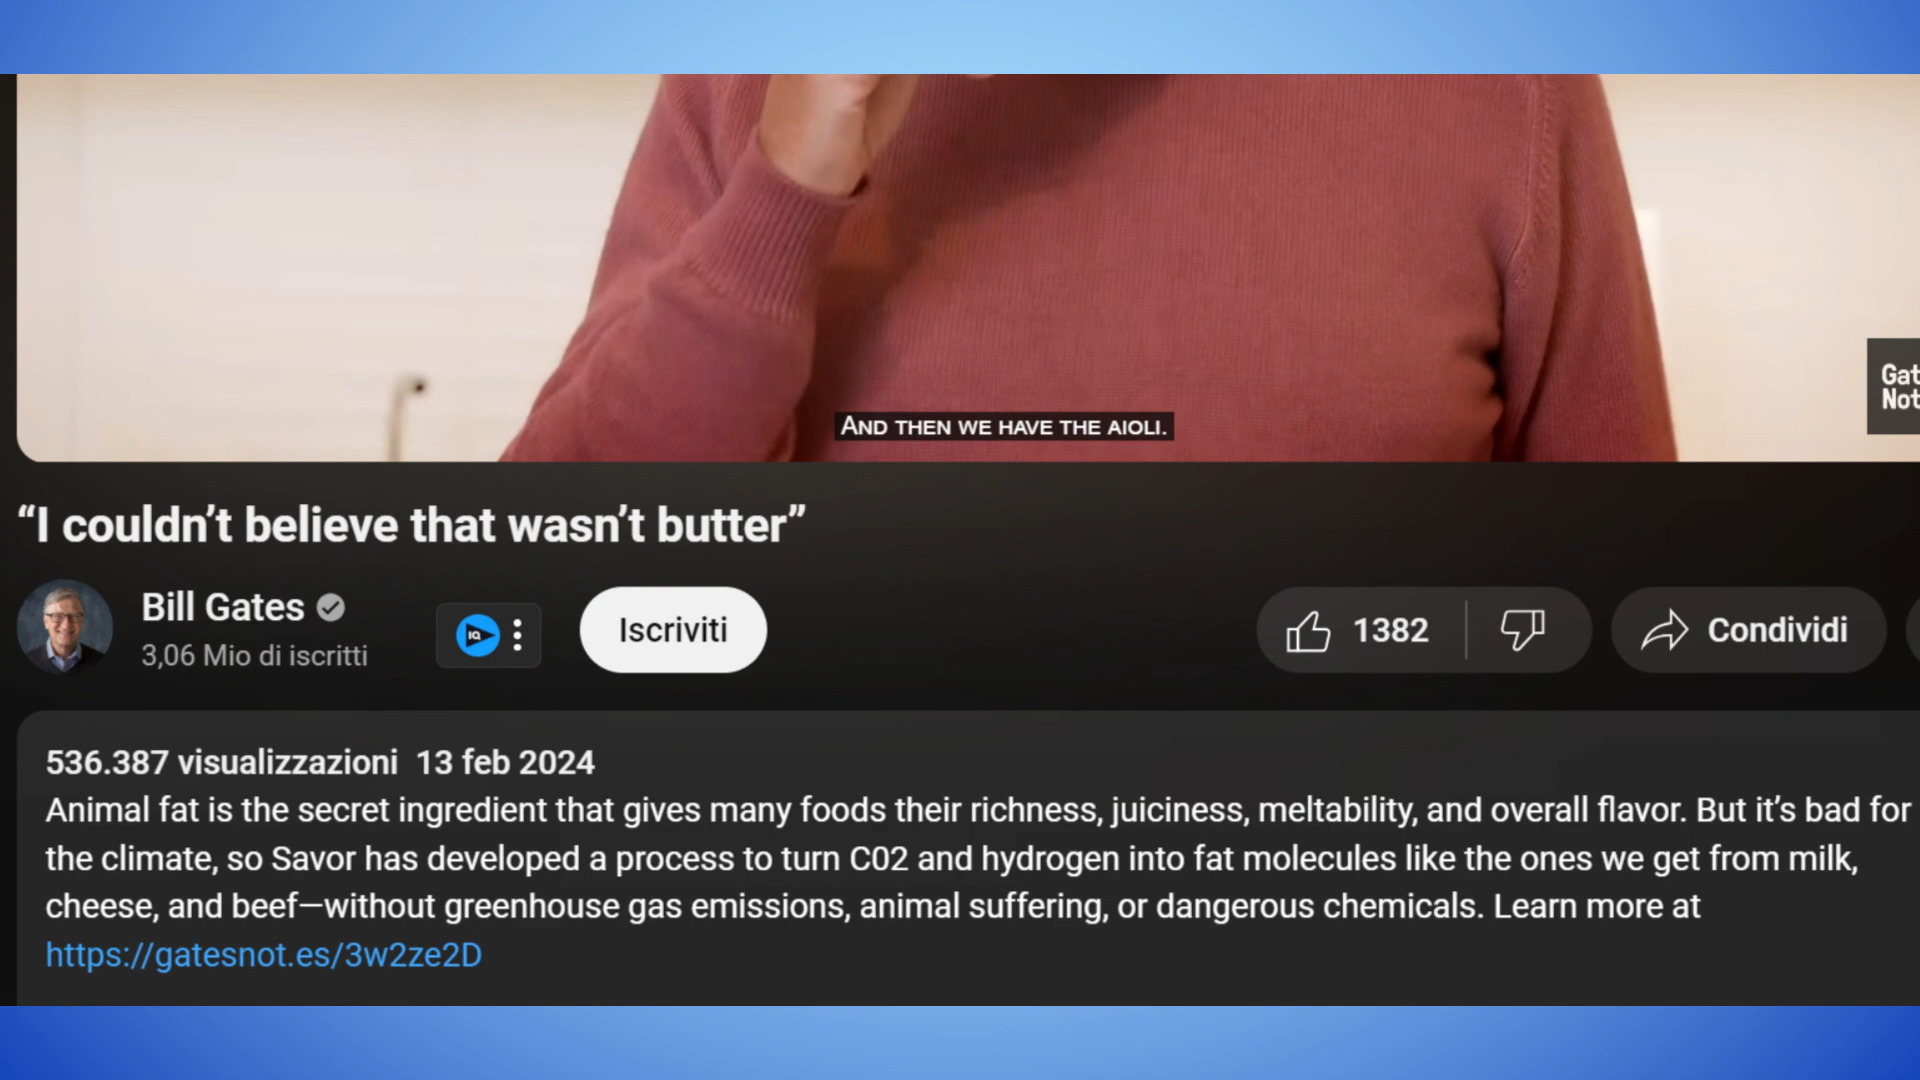 Gat
Not
AND THEN WE HAVE THE AIOLI.
“I couldn’t believe that wasn’t butter”
Bill Gates
3,06 Mio di iscritti
IQ
Iscriviti
1382
Condividi
536.387 visualizzazioni 13 feb 2024
Animal fat is the secret ingredient that gives many foods their richness, juiciness, meltability, and overall flavor. But it’s bad for
the climate, so Savor has developed a process to turn C02 and hydrogen into fat molecules like the ones we get from milk,
cheese, and beef—without greenhouse gas emissions, animal suffering, or dangerous chemicals. Learn more at
https://gatesnot.es/3w2ze2D